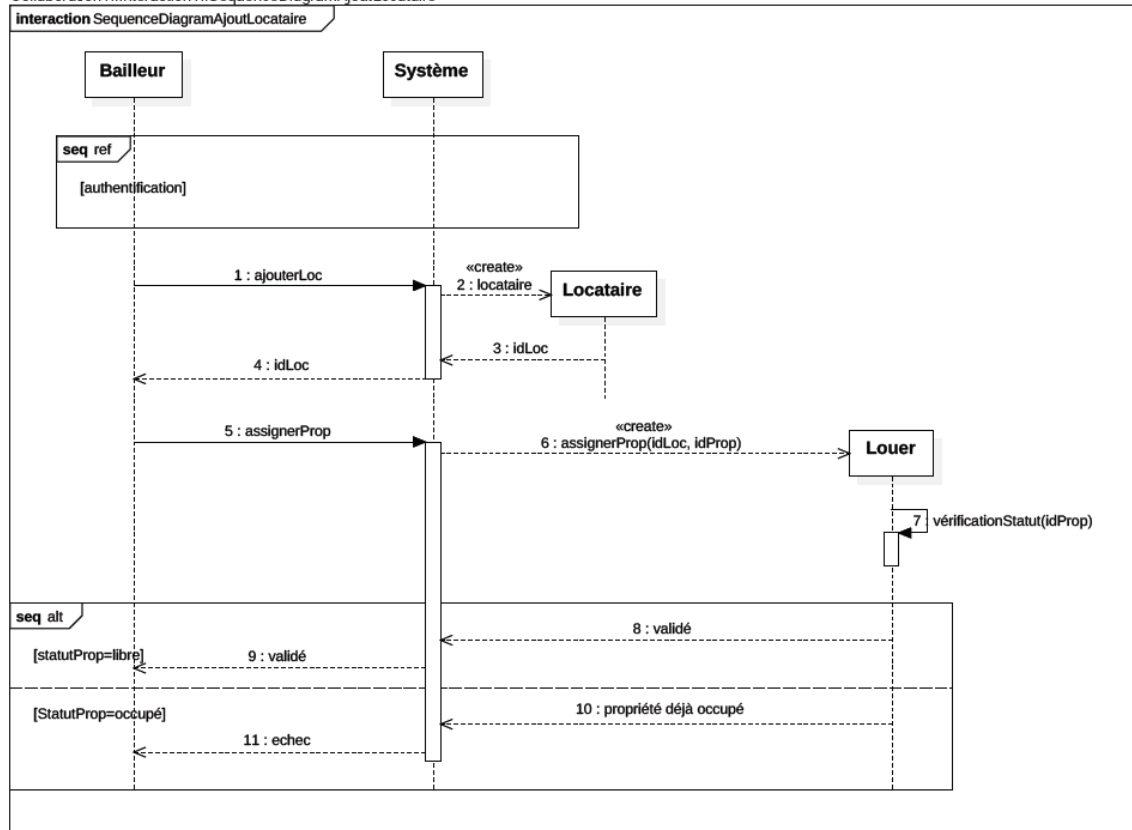 interaction SequenceDiagramAjoutLocataire
Bailleur
Système
seq ref
[authentification]
1 : ajouterLoc
«create»
2 : locataire
Locataire
3 : idLoc
4 : idLoc
5 : assignerProp
«create»
6 : assignerProp(idLoc, idProp)
Louer
7 : vérificationStatut(idProp)
seq alt
8 : validé
[statutProp=libre]
9 : validé
[StatutProp=occupé]
10 : propriété déjà occupé
11 : echec